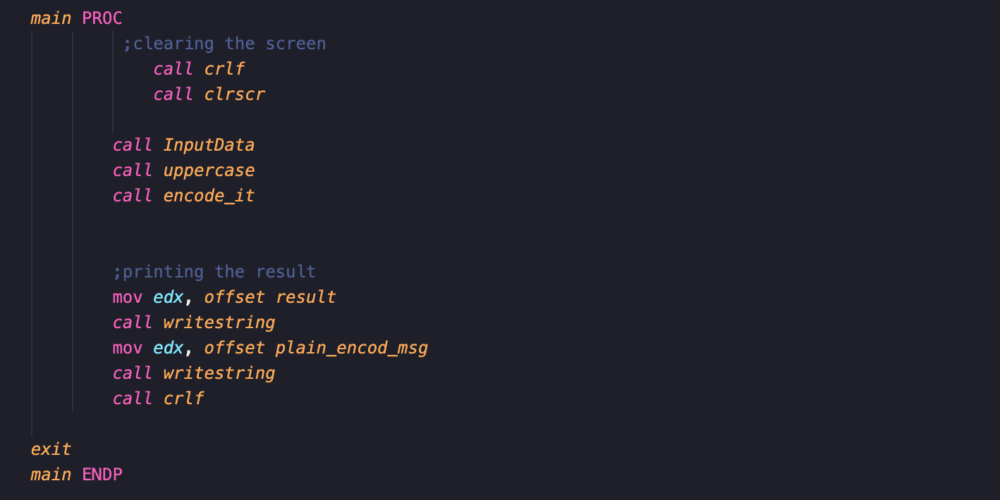 main PROC
;clearing the screen
call crlf
call clrscr
call InputData
call uppercase
call encode_it
;printing the result
mov edx, offset result
call writestring
mov edx, offset plain_encod_msg
call writestring
call crlf
exit
main ENDP